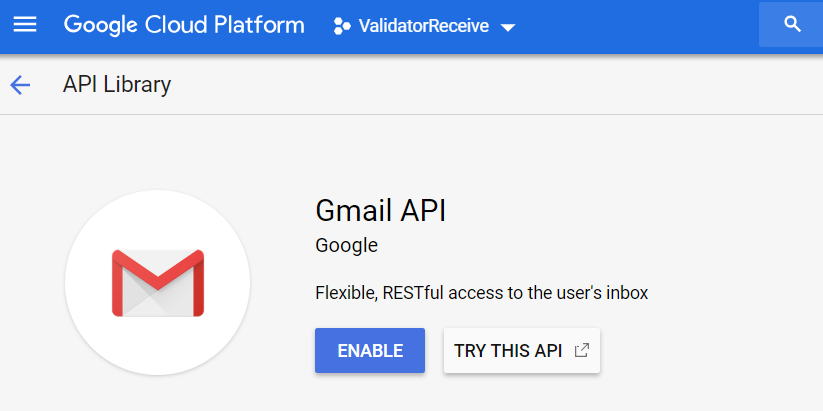 Google Cloud Platform ValidatorReceive
API Library
Gmail API
Google
Flexible, RESTful access to the user's inbox
ENABLE TRY THIS API